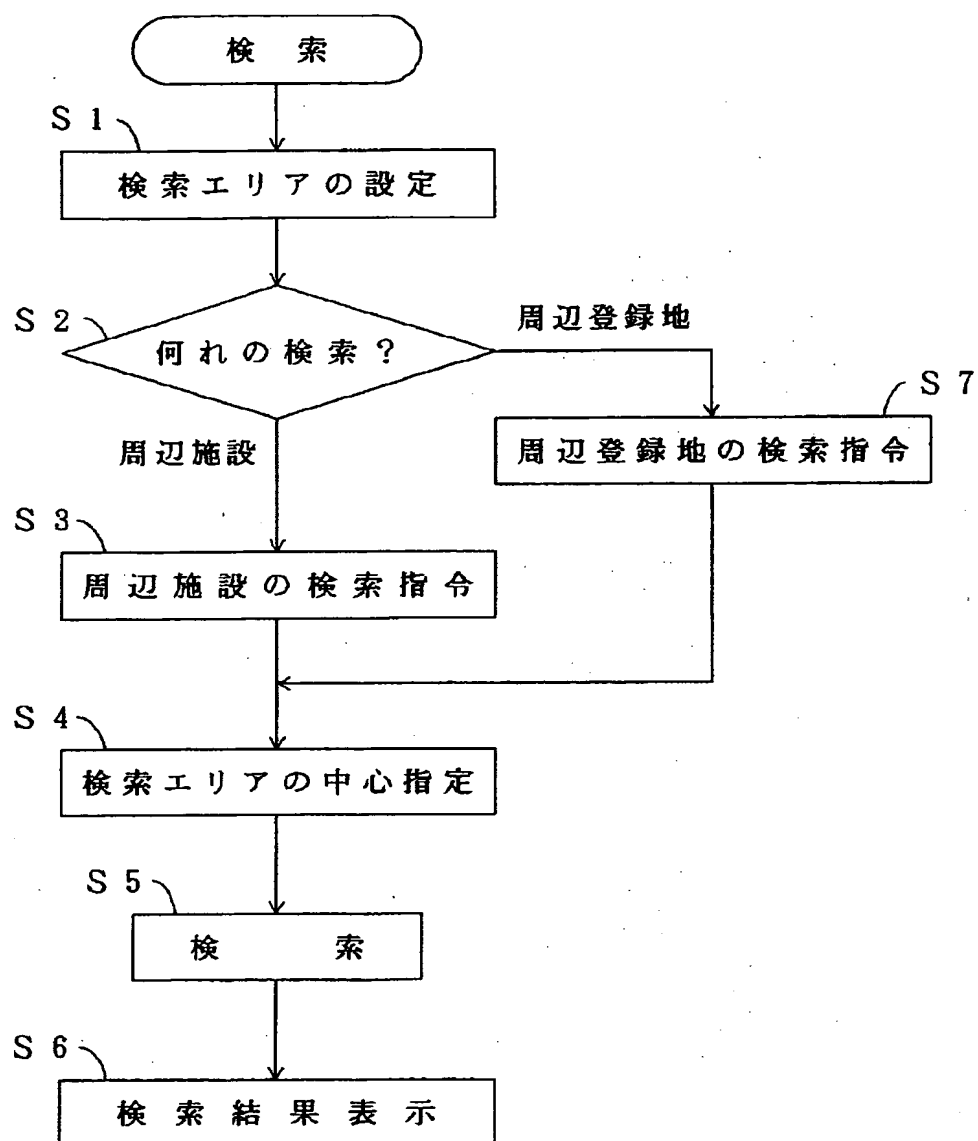 検索
S1
検索エリアの設定
S2
何れの検索？
周辺登録地
S7
周辺登録地の検索指令
周辺施設
S3
周辺施設の検索指令
S4
検索エリアの中心指定
S5
検索
S6
検索結果表示